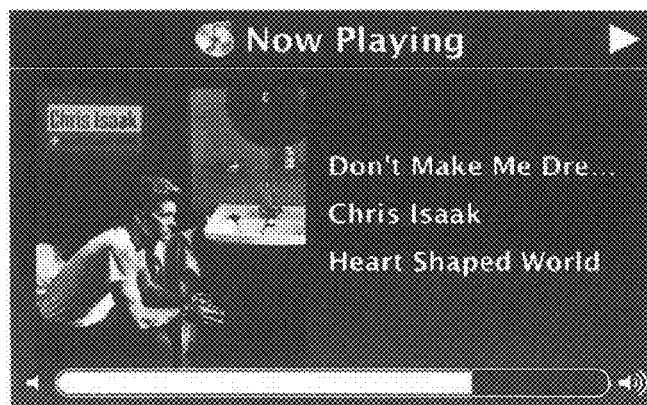 Now Playing
Chris Isaak
Don't Make Me Dre...
Chris Isaak
Heart Shaped World